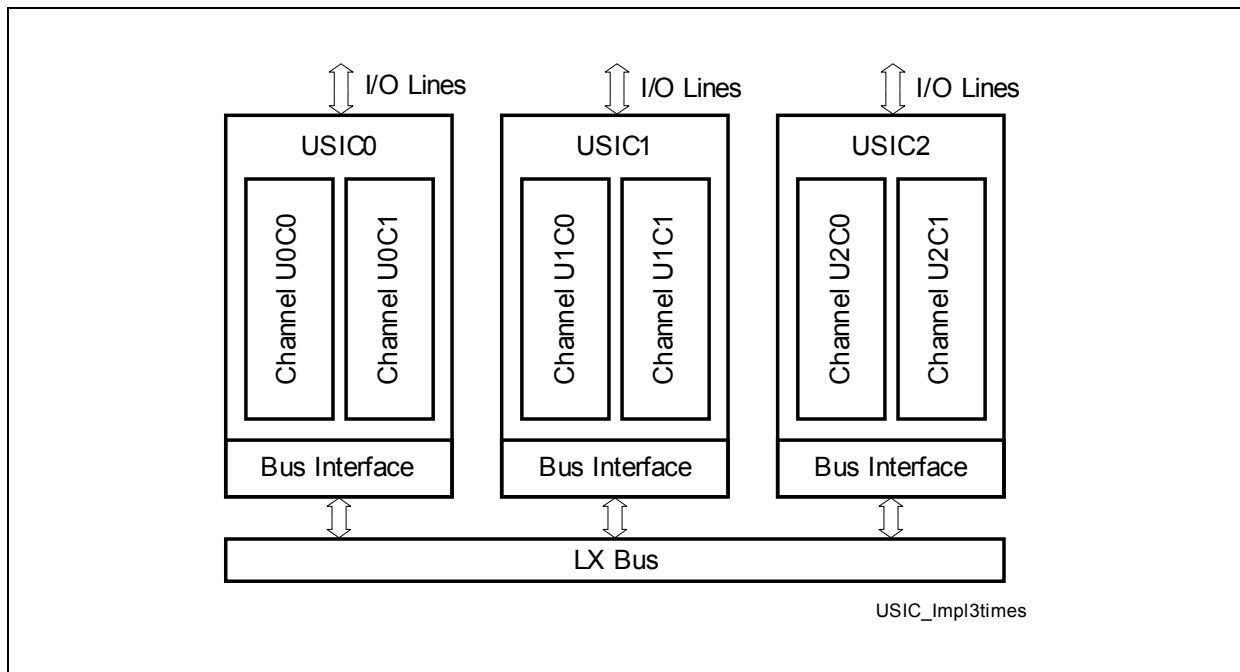 I/O Lines
I/O Lines
I/O Lines
USIC0
USIC1
USIC2
Channel U0C0
Channel U0C1
Channel U1C0
Channel U1C1
Channel U2C0
Channel U2C1
Bus Interface
Bus Interface
Bus Interface
LX Bus
USIC_Impl3times